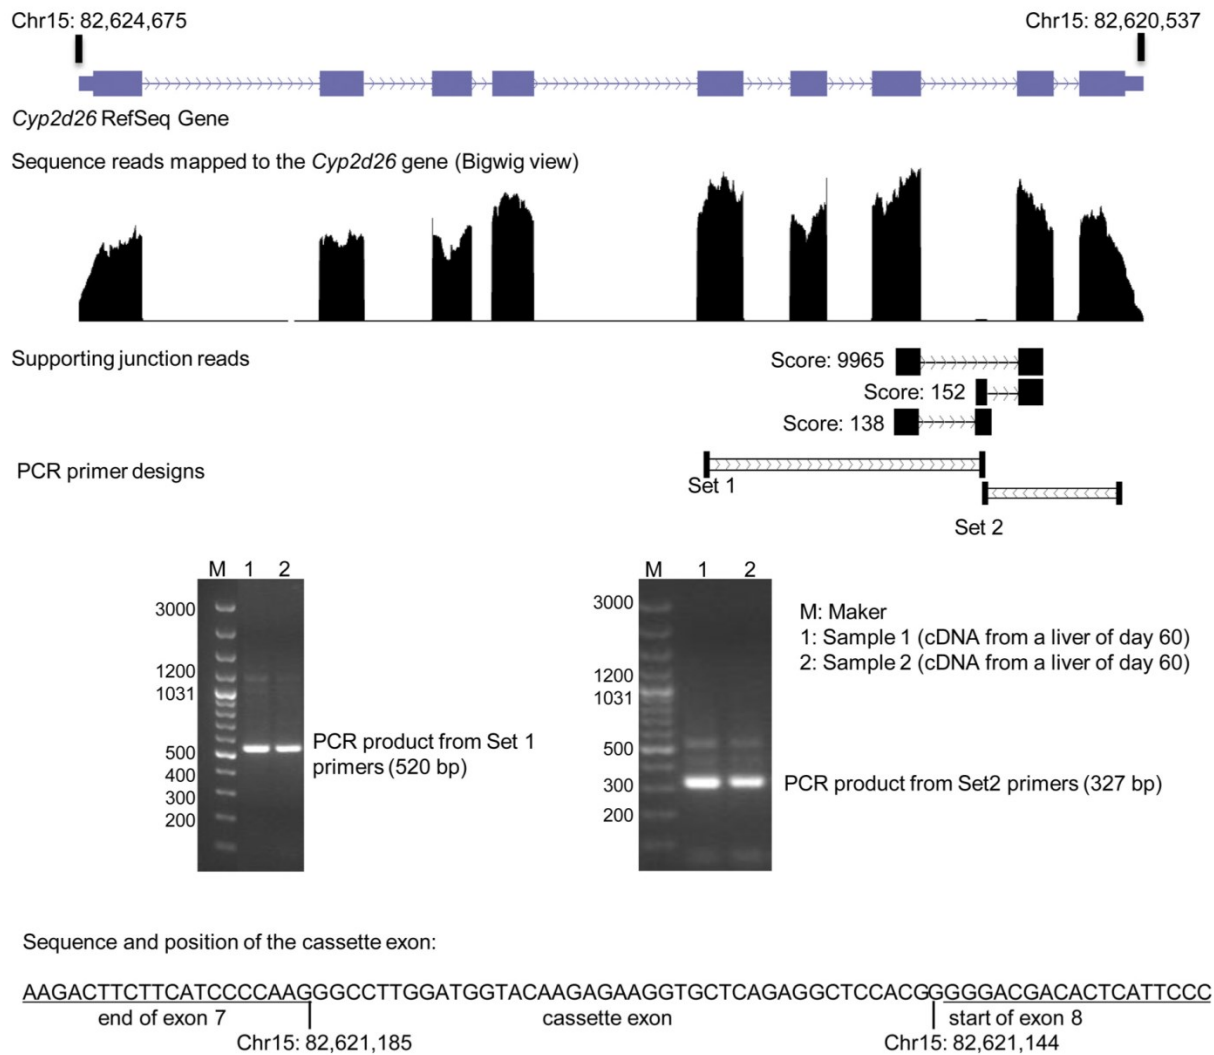 Chr15: 82,624,675
Chr15: 82,620,537
Cyp2d26 RefSeq Gene
Sequence reads mapped to the Cyp2d26 gene (Bigwig view)
Supporting junction reads
Score: 9965
Score: 152
Score: 138
PCR primer designs
Set 1
Set 2
M 1 2
3000
1200
1031
500
400
300
200
PCR product from Set 1
primers (520 bp)
M 1 2
3000
1200
1031
500
300
200
M: Maker
1: Sample 1 (cDNA from a liver of day 60)
2: Sample 2 (cDNA from a liver of day 60)
PCR product from Set2 primers (327 bp)
Sequence and position of the cassette exon:
AAGACTTCTTCATCCCCAAGGGGCCTTGGATGGTACAAGAGAAGGTGCTCAGAGGCTCCACGGGGGACGACACTCATTCCC
end of exon 7
cassette exon
start of exon 8
Chr15: 82,621,185
Chr15: 82,621,144